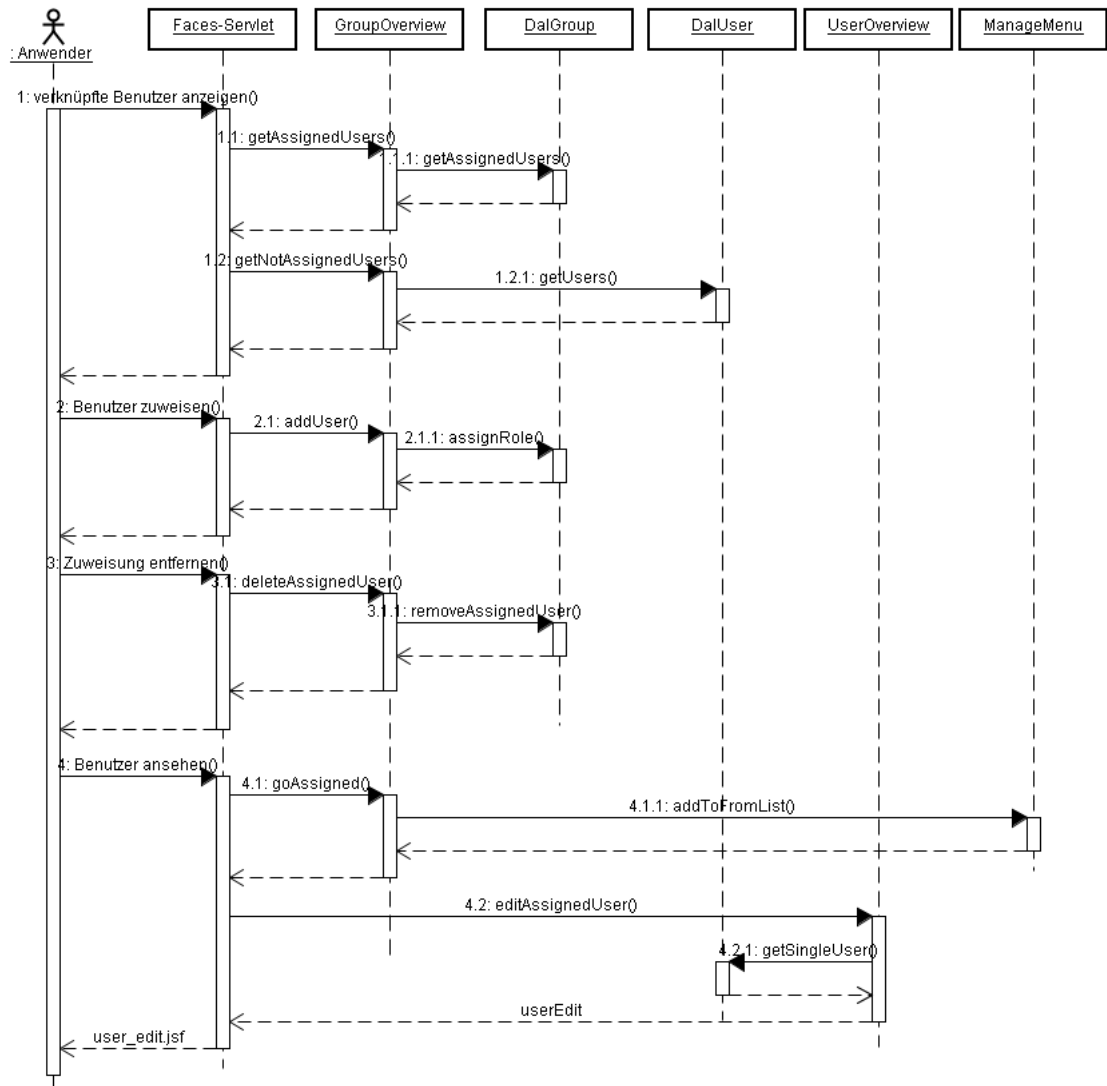 : Anwender
Faces-Servlet
GroupOverview
DalGroup
DalUser
UserOverview
ManageMenu
1: verknüpfte Benutzer anzeigen()
1.1: getAssignedUsers()
1.1.1: getAssignedUsers()
1.2: getNotAssignedUsers()
1.2.1: getUsers()
2: Benutzer zuweisen()
2.1: addUser()
2.1.1: assignRole()
3: Zuweisung entfernen()
3.1: deleteAssignedUser()
3.1.1: removeAssignedUser()
4: Benutzer ansehen()
4.1: goAssigned()
4.1.1: addToFromList()
4.2: editAssignedUser()
4.2.1: getSingleUser()
userEdit
user_edit.jsf